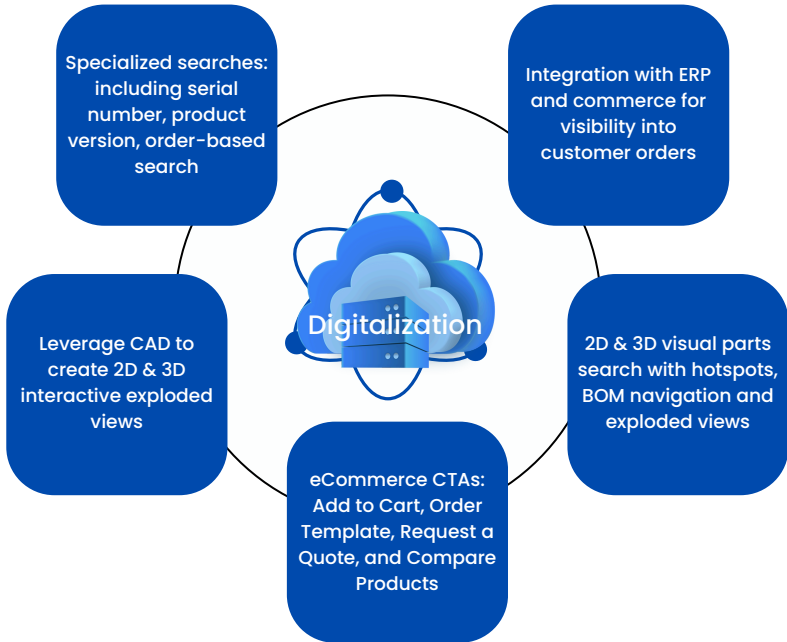 Specialized searches:
including serial
number, product
version, order-based
search
Integration with ERP
and commerce for
visibility into
customer orders
Digitalization
Leverage CAD to
create 2D & 3D
interactive exploded
views
2D & 3D visual parts
search with hotspots,
BOM navigation and
exploded views
eCommerce CTAs:
Add to Cart, Order
Template, Request a
Quote, and Compare
Products